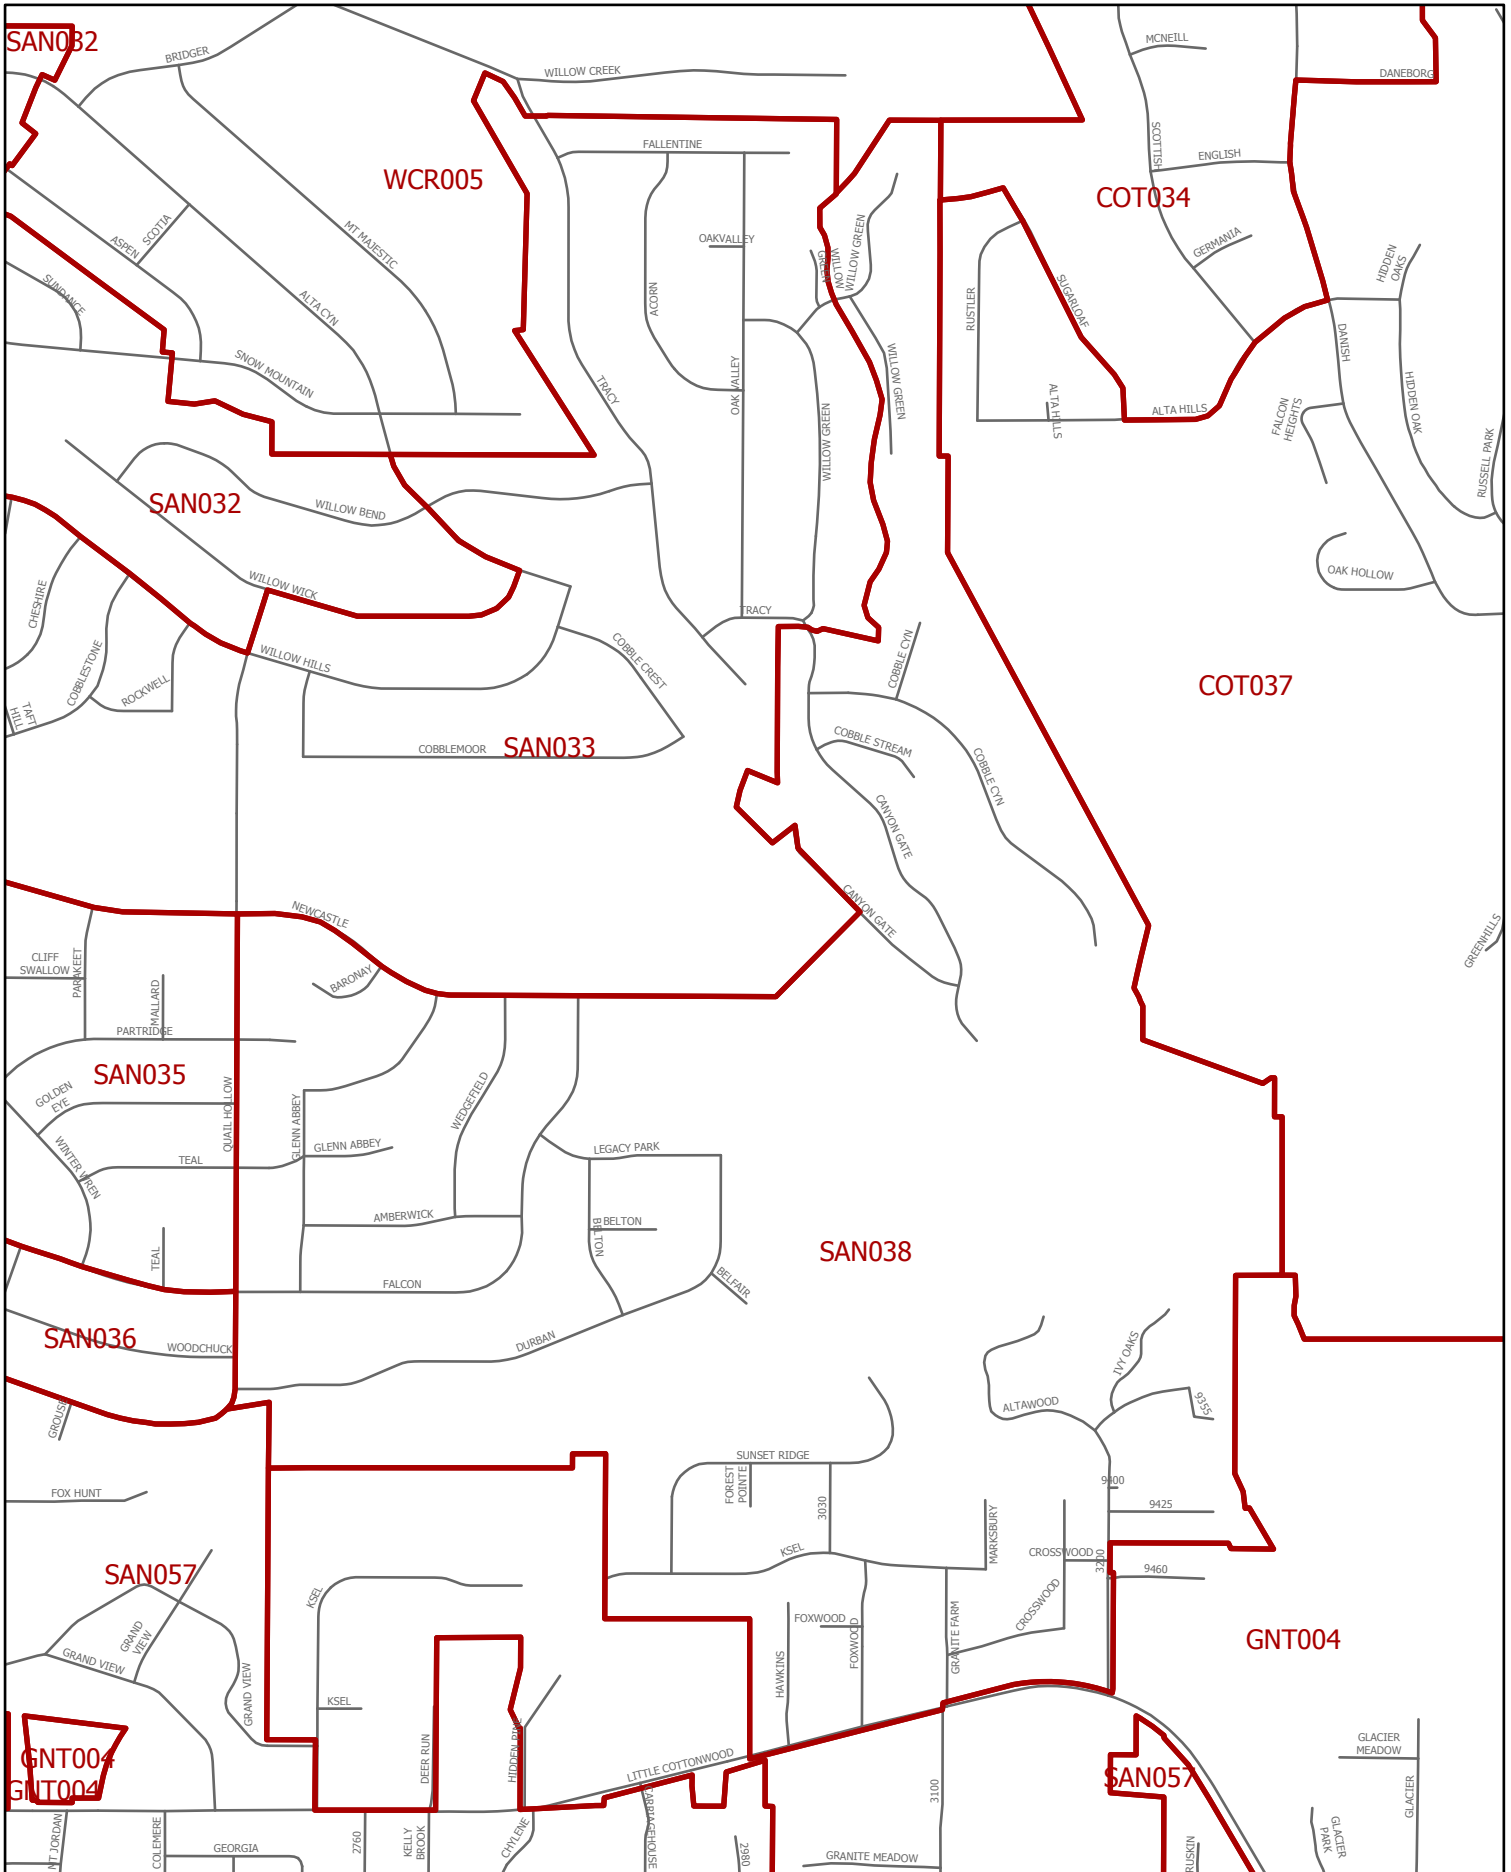 SAN032
BRIDGER
WILLOW CREEK
MCNEILL
DANEBORG
WCR005
FALLENTINE
SCOTTISH
ENGLISH
COT034
SCOTIA
ASPEN
MT MAJESTIC
OAKVALLEY
WILLOW
GREEN
WILLOW GREEN
GERMANIA
HIDDEN
OAKS
SUNDANCE
ALTA CYN
ACORN
RUSTLER
SUGARLOAF
DANISH
SNOW MOUNTAIN
TRACY
OAK VALLEY
WILLOW GREEN
WILLOW GREEN
ALTA HILLS
ALTA HILLS
FALCON
HEIGHTS
HIDDEN OAK
RUSSELL PARK
SAN032
WILLOW BEND
WILLOW WICK
OAK HOLLOW
CHESHIRE
COBBLESTONE
ROCKWELL
TAFT
HILL
WILLOW HILLS
COBBLE CREST
TRACY
COBBLE CYN
COT037
COBBLEMOOR
SAN033
COBBLE STREAM
COBBLE CYN
CANYON GATE
CANYON GATE
NEWCASTLE
GREENHILLS
CLIFF
SWALLOW
PARAKEET
MALLARD
BARONAY
PARTRIDGE
SAN035
GOLDEN
EYE
QUAIL HOLLOW
GLENN ABBEY
WEDGEFIELD
WINTER WREN
TEAL
GLENN ABBEY
LEGACY PARK
AMBERWICK
BELTON
BELTON
TEAL
FALCON
BELFAIR
SAN038
SAN036
WOODCHUCK
DURBAN
IVY OAKS
ALTAWOOD
9355
GROUSE
SUNSET RIDGE
FOREST
POINTE
3030
9400
9425
FOX HUNT
KSEL
MARKSBURY
CROSSWOOD
3200
9460
SAN057
KSEL
CROSSWOOD
FOXWOOD
FOXWOOD
GRANITE FARM
GNT004
GRAND
VIEW
GRAND VIEW
GRAND VIEW
HAWKINS
KSEL
GNT004
GNT004
DEER RUN
HIDDEN PINE
LITTLE COTTONWOOD
3100
SAN057
GLACIER
MEADOW
GLACIER
MT JORDAN
COLEMERE
GEORGIA
2760
KELLY
BROOK
CHYLENE
CARRIAGEHOUSE
2980
GRANITE MEADOW
RUSKIN
GLACIER
PARK